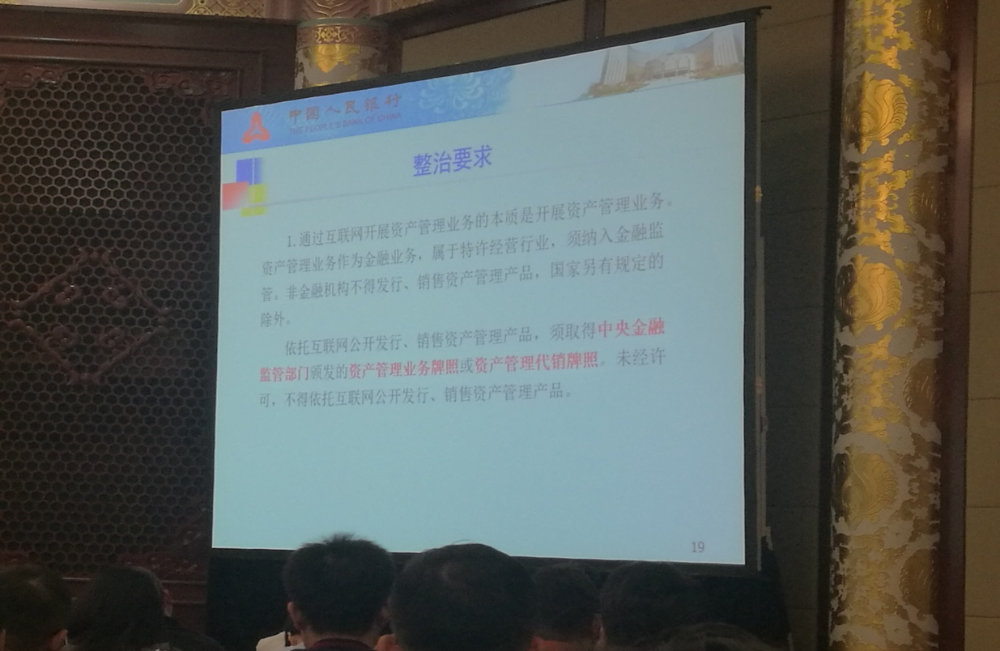 中国人民银行
THE PEOPLE'S BANK OF CHINA
整治要求
1.通过互联网开展资产管理业务的本质是开展资产管理业务。
资产管理业务作为金融业务，属于特许经营行业，须纳入金融监
管。非金融机构不得发行、销售资产管理产品，国家另有规定的
除外。
依托互联网公开发行、销售资产管理产品，须取得中央金融
监管部门颁发的资产管理业务牌照或资产管理代销牌照。未经许
可，不得依托互联网公开发行、销售资产管理产品。
19